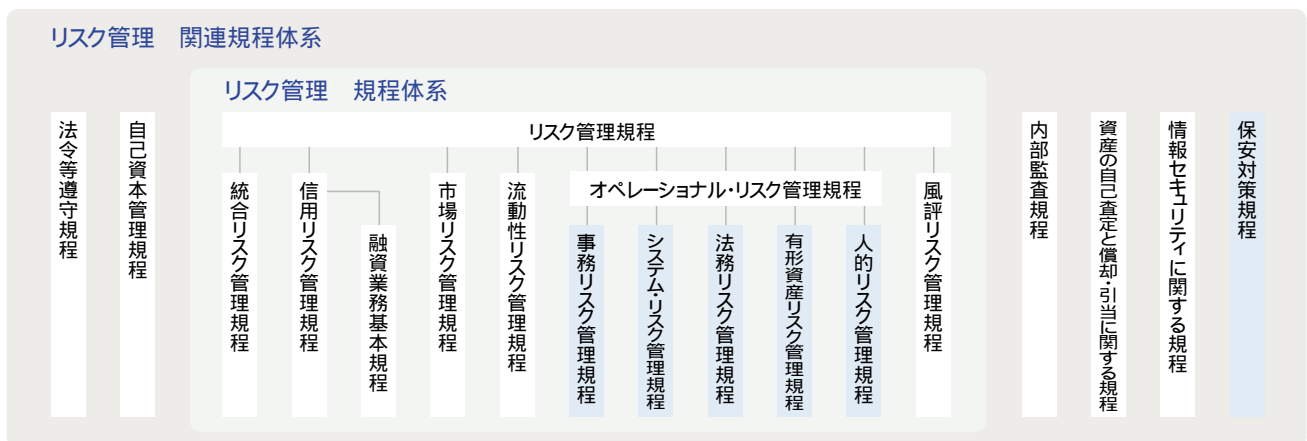 リスク管理　関連規程体系
リスク管理　規程体系
法令等遵守規程
自己資本管理規程
リスク管理規程
統合リスク管理規程
信用リスク管理規程
融資業務基本規程
市場リスク管理規程
流動性リスク管理規程
オペレーショナル・リスク管理規程
事務リスク管理規程
システム・リスク管理規程
法務リスク管理規程
有形資産リスク管理規程
人的リスク管理規程
風評リスク管理規程
内部監査規程
資産の自己査定と償却・引当に関する規程
情報セキュリティに関する規程
保安対策規程